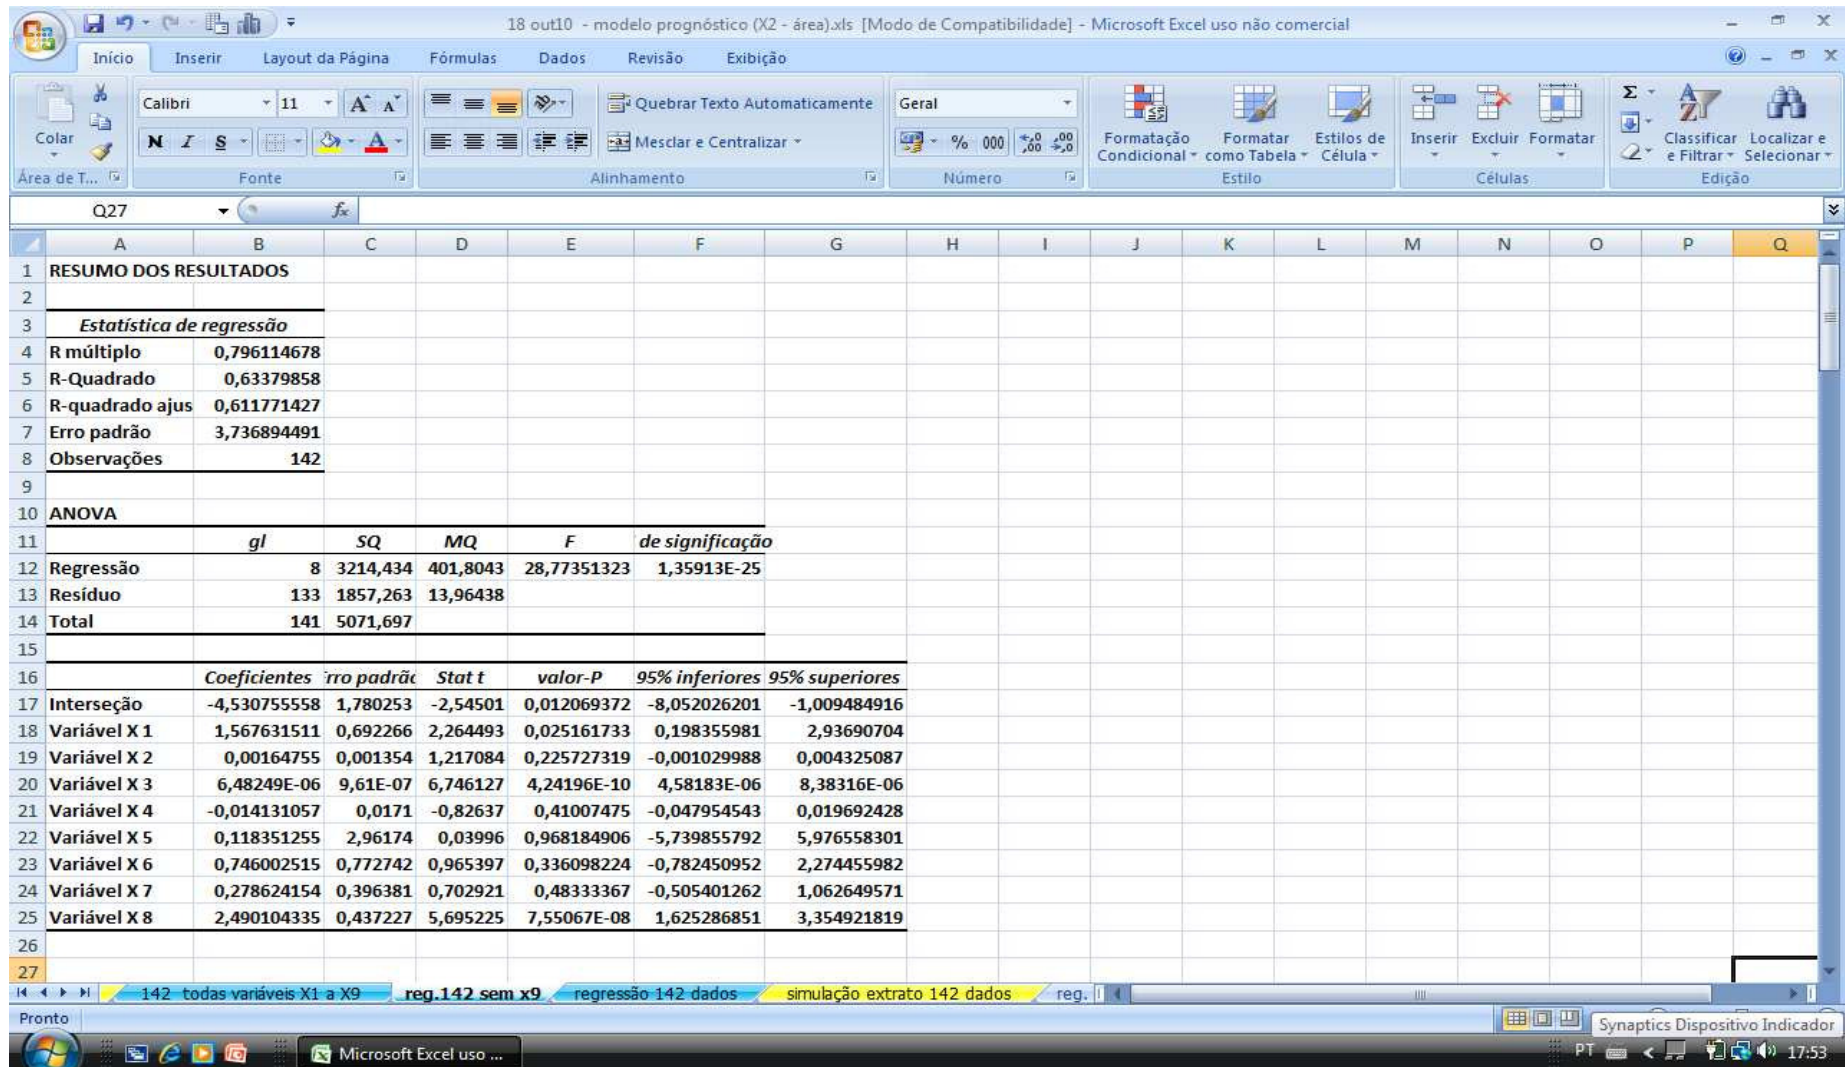 18 out10 - modelo prognóstico (X2 - área).xls [Modo de Compatibilidade] - Microsoft Excel uso não comercial
Início Inserir Layout da Página Fórmulas Dados Revisão Exibição
Calibri 11 A A Quebrar Texto Automaticamente Geral Σ
Colar N I S A Mesclar e Centralizar % 000 Formatação Condicional Formatar como Tabela Estilos de Célula Inserir Excluir Formatar Classificar e Filtrar Localizar e Selecionar
Área de T... Fonte Alinhamento Número Estilo Células Edição
Q27 fx
A B C D E F G H I J K L M N O P Q
1 RESUMO DOS RESULTADOS
2
3 Estatística de regressão
4 R múltiplo 0,796114678
5 R-Quadrado 0,63379858
6 R-quadrado ajus 0,611771427
7 Erro padrão 3,736894491
8 Observações 142
9
10 ANOVA
11 gl SQ MQ F de significação
12 Regressão 8 3214,434 401,8043 28,77351323 1,35913E-25
13 Resíduo 133 1857,263 13,96438
14 Total 141 5071,697
15
16 Coeficientes rro padrão Stat t valor-P 95% inferiores 95% superiores
17 Interseção -4,530755558 1,780253 -2,54501 0,012069372 -8,052026201 -1,009484916
18 Variável X 1 1,567631511 0,692266 2,264493 0,025161733 0,198355981 2,93690704
19 Variável X 2 0,00164755 0,001354 1,217084 0,225727319 -0,001029988 0,004325087
20 Variável X 3 6,48249E-06 9,61E-07 6,746127 4,24196E-10 4,58183E-06 8,38316E-06
21 Variável X 4 -0,014131057 0,0171 -0,82637 0,41007475 -0,047954543 0,019692428
22 Variável X 5 0,118351255 2,96174 0,03996 0,968184906 -5,739855792 5,976558301
23 Variável X 6 0,746002515 0,772742 0,965397 0,336098224 -0,782450952 2,274455982
24 Variável X 7 0,278624154 0,396381 0,702921 0,48333367 -0,505401262 1,062649571
25 Variável X 8 2,490104335 0,437227 5,695225 7,55067E-08 1,625286851 3,354921819
26
27
142 todas variáveis X1 a X9 reg.142 sem x9 regressão 142 dados simulação extrato 142 dados reg.
Pronto
Synaptics Dispositivo Indicador
Microsoft Excel uso ... PT 17:53